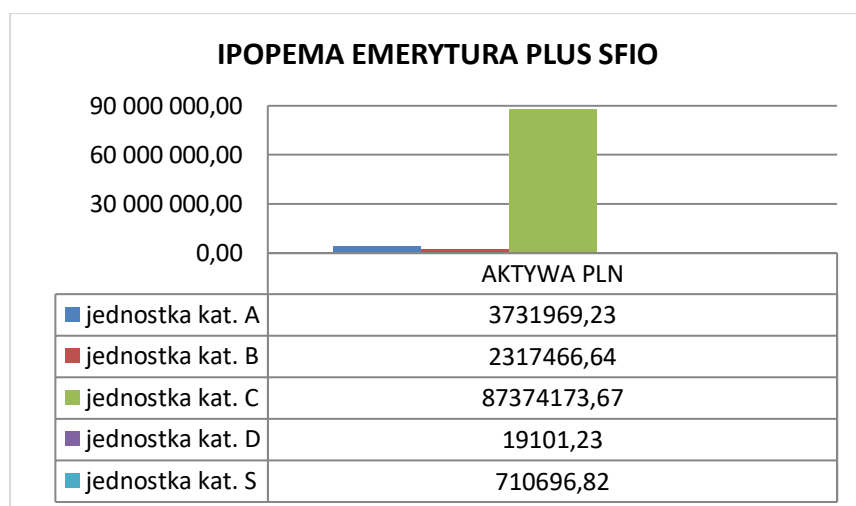 IPOPEMA EMERYTURA PLUS SFIO
90 000 000,00
60 000 000,00
30 000 000,00
0,00
AKTYWA PLN
jednostka kat. A 3731969,23
jednostka kat. B 2317466,64
jednostka kat. C 87374173,67
jednostka kat. D 19101,23
jednostka kat. S 710696,82